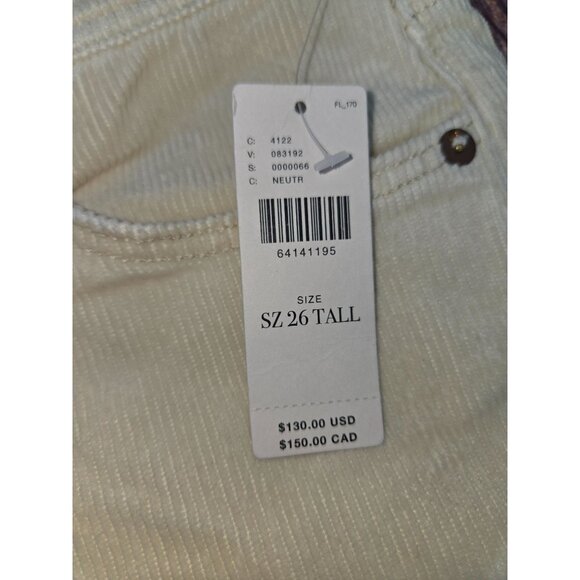 FL_170
C: 4122
V: 083192
S: 0000066
C: NEUTR
64141195
SIZE
SZ 26 TALL
$130.00 USD
$150.00 CAD